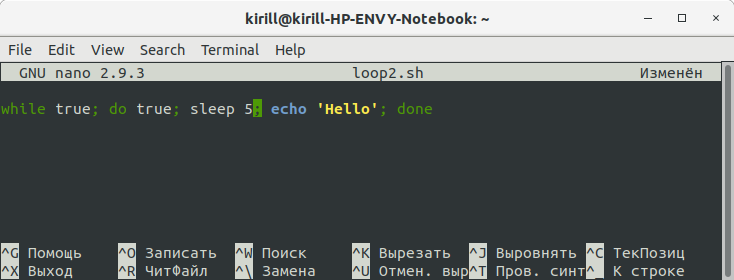 kirill@kirill-HP-ENVY-Notebook: ~
File Edit View Search Terminal Help
GNU nano 2.9.3 loop2.sh Изменён
while true; do true; sleep 5; echo 'Hello'; done
^G Помощь ^O Записать ^W Поиск ^K Вырезать ^J Выровнять ^C ТекПозиц
^X Выход ^R ЧитФайл ^\ Замена ^U Отмен. выр^T Пров. синт^_ К строке